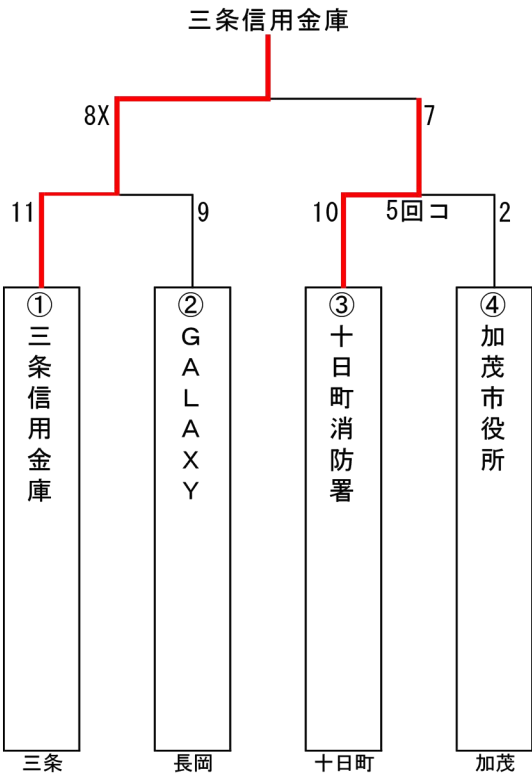 三条信用金庫
8X
7
11
9
10
5回コ
2
①三条信用金庫
②GALAXY
③十日町消防署
④加茂市役所
三条
長岡
十日町
加茂